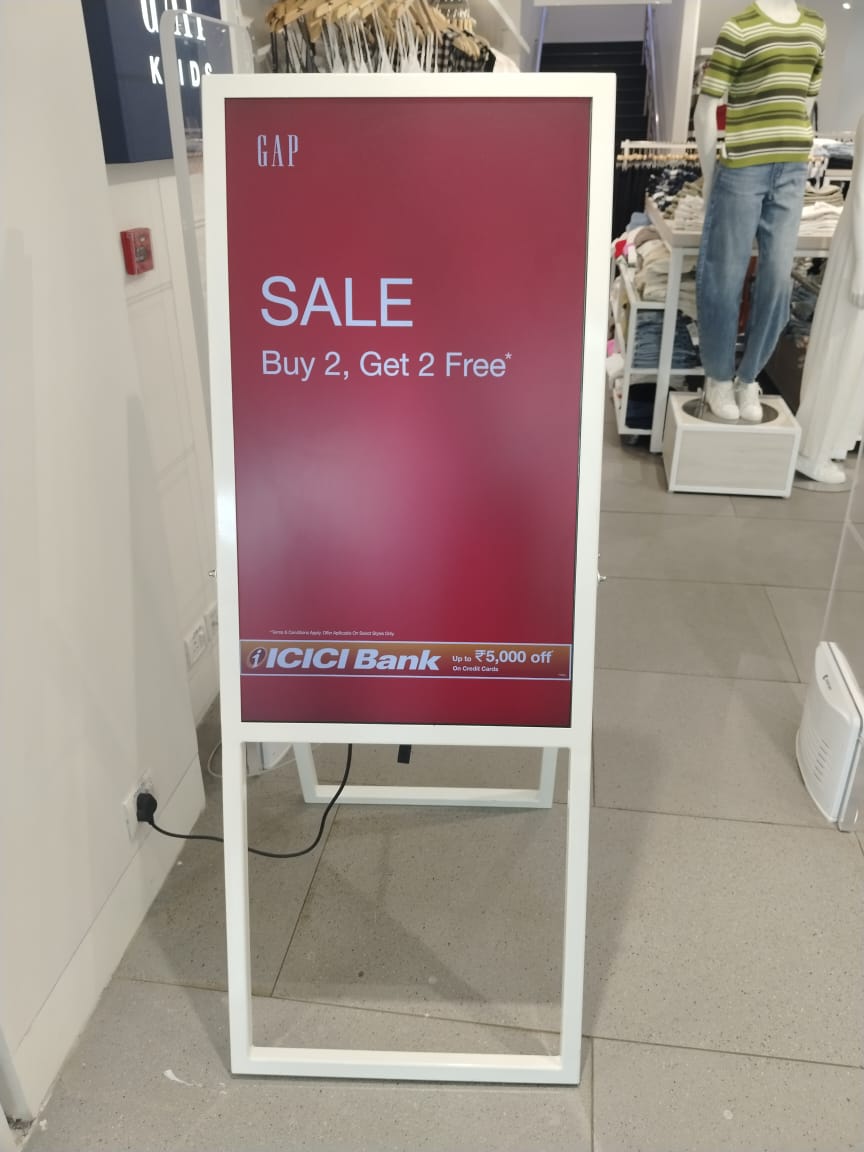 KIDS
GAP
SALE
Buy 2, Get 2 Free*
*Terms & Conditions Apply. Offer Applicable On Select Styles Only.
ICICI Bank Up to ₹5,000 off*
On Credit Cards